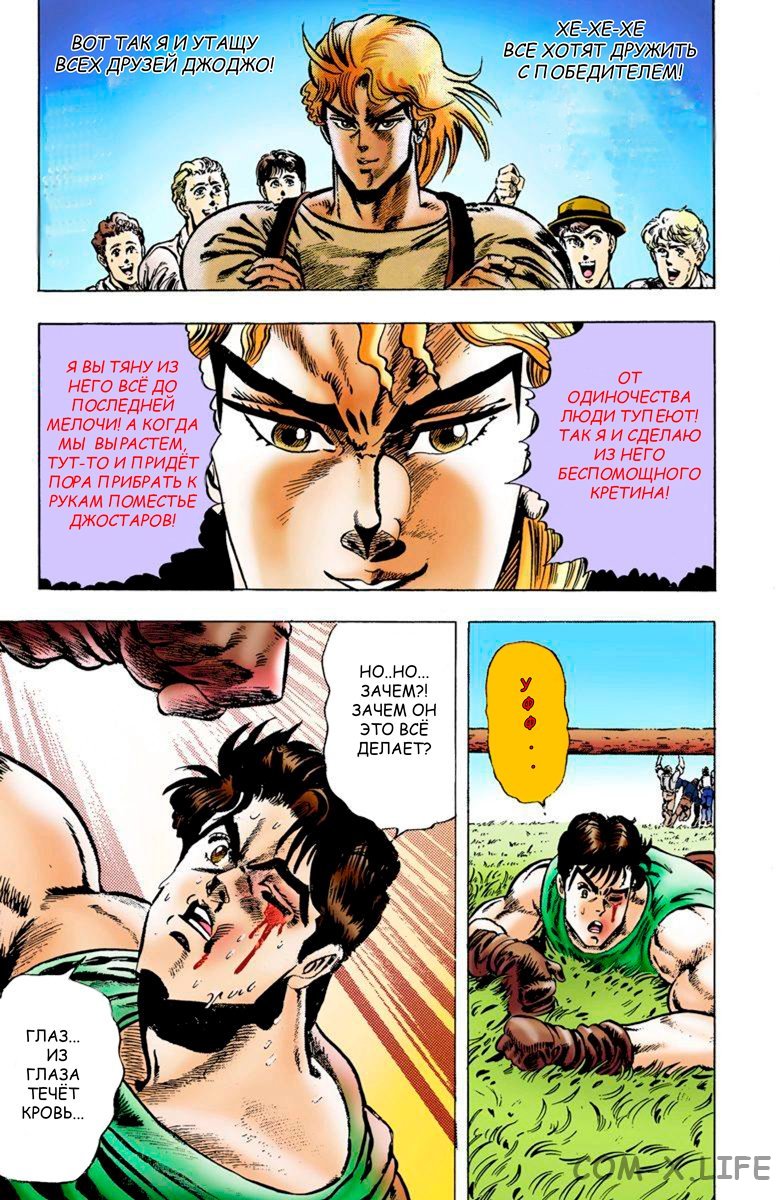 ХЕ-ХЕ-ХЕ
ВСЕ ХОТЯТ ДРУЖИТЬ
С ПОБЕДИТЕЛЕМ!
ВОТ ТАК Я И УТАЩУ
ВСЕХ ДРУЗЕЙ ДЖОДЖО!
ОТ
ОДИНОЧЕСТВА
ЛЮДИ ТУПЕЮТ!
ТАК Я И СДЕЛАЮ
ИЗ НЕГО
БЕСПОМОЩНОГО
КРЕТИНА!
Я ВЫ ТЯНУ ИЗ
НЕГО ВСЁ ДО
ПОСЛЕДНЕЙ
МЕЛОЧИ! А КОГДА
МЫ ВЫРАСТЕМ,
ТУТ-ТО И ПРИДЁТ
ПОРА ПРИБРАТЬ К
РУКАМ ПОМЕСТЬЕ
ДЖОСТАРОВ!
У
Ф
Ф
.
.
НО..НО...
ЗАЧЕМ?!
ЗАЧЕМ ОН
ЭТО ВСЁ
ДЕЛАЕТ?
ГЛАЗ...
ИЗ
ГЛАЗА
ТЕЧЁТ
КРОВЬ...
COM-X.LIFE